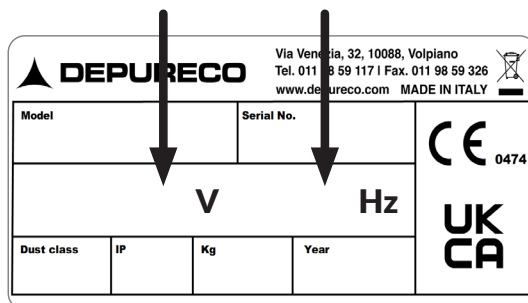 DEPURECO
Via Venezia, 32, 10088, Volpiano
Tel. 011 98 59 117 I Fax. 011 98 59 326
www.depureco.com MADE IN ITALY
Model
Serial No.
CE 0474
V
Hz
UK
CA
Dust class
IP
Kg
Year